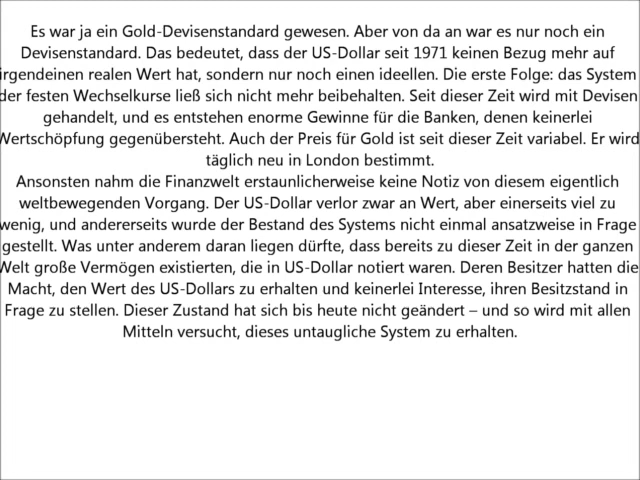 Es war ja ein Gold-Devisenstandard gewesen. Aber von da an war es nur noch ein
Devisenstandard. Das bedeutet, dass der US-Dollar seit 1971 keinen Bezug mehr auf
irgendeinen realen Wert hat, sondern nur noch einen ideellen. Die erste Folge: das System
der festen Wechselkurse ließ sich nicht mehr beibehalten. Seit dieser Zeit wird mit Devisen
gehandelt, und es entstehen enorme Gewinne für die Banken, denen keinerlei
Wertschöpfung gegenübersteht. Auch der Preis für Gold ist seit dieser Zeit variabel. Er wird
täglich neu in London bestimmt.
Ansonsten nahm die Finanzwelt erstaunlicherweise keine Notiz von diesem eigentlich
weltbewegenden Vorgang. Der US-Dollar verlor zwar an Wert, aber einerseits viel zu
wenig, und andererseits wurde der Bestand des Systems nicht einmal ansatzweise in Frage
gestellt. Was unter anderem daran liegen dürfte, dass bereits zu dieser Zeit in der ganzen
Welt große Vermögen existierten, die in US-Dollar notiert waren. Deren Besitzer hatten die
Macht, den Wert des US-Dollars zu erhalten und keinerlei Interesse, ihren Besitzstand in
Frage zu stellen. Dieser Zustand hat sich bis heute nicht geändert – und so wird mit allen
Mitteln versucht, dieses untaugliche System zu erhalten.